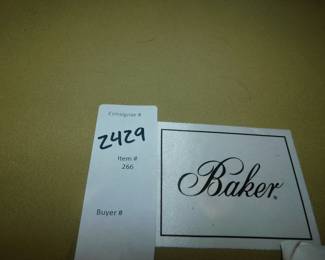 Consignor #
2429
Item #
266
Buyer #
Baker®